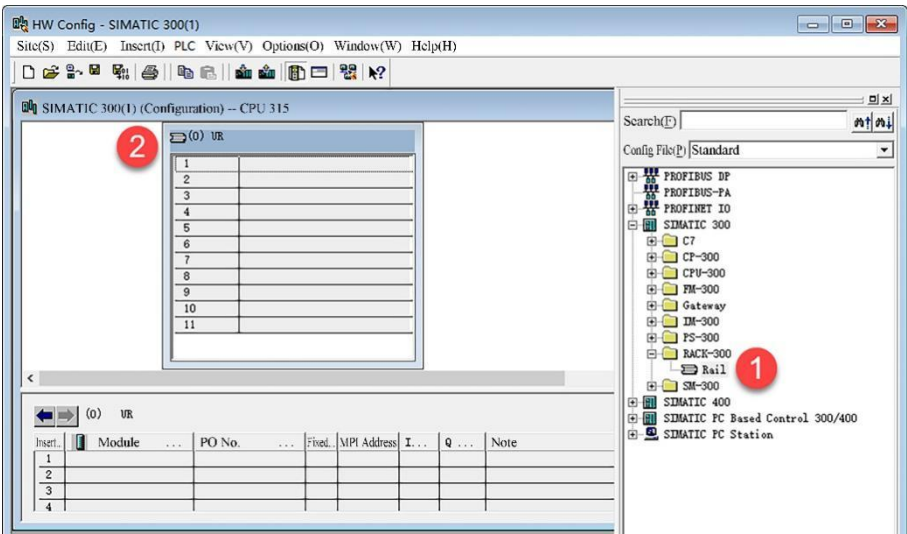 HW Config - SIMATIC 300(1)
Site(S) Edit(E) Insert(I) PLC View(V) Options(O) Window(W) Help(H)
SIMATIC 300(1) (Configuration) -- CPU 315
2
(0) UR
1
2
3
4
5
6
7
8
9
10
11
Search(F)
Config File(P) Standard
PROFIBUS DP
PROFIBUS-PA
PROFINET IO
SIMATIC 300
C7
CP-300
CPU-300
FM-300
Gateway
IM-300
PS-300
RACK-300
Rail
1
SM-300
SIMATIC 400
SIMATIC PC Based Control 300/400
SIMATIC PC Station
(0) UR
Insert.. Module ... PO No. ... Fixed.. MPI Address I... Q ... Note
1
2
3
4